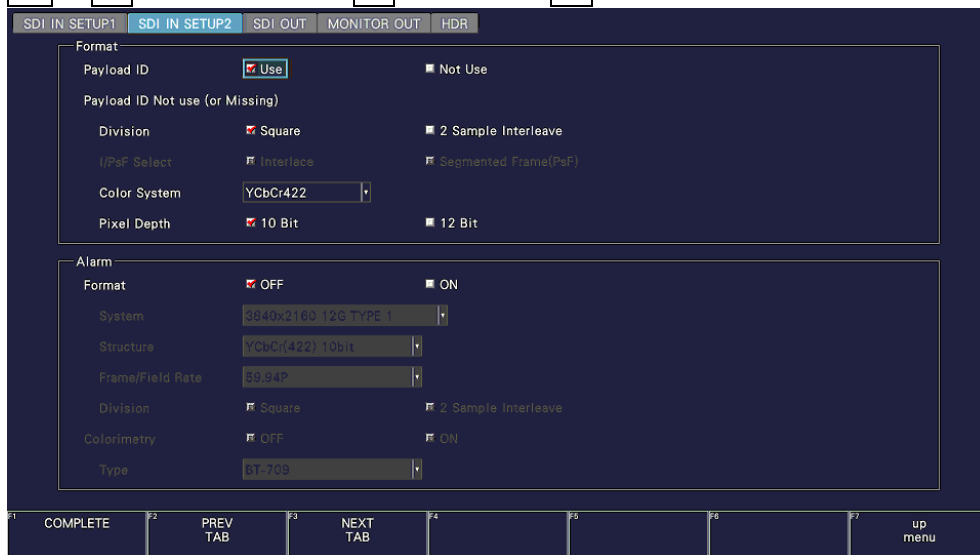 SDI IN SETUP1 SDI IN SETUP2 SDI OUT MONITOR OUT HDR
Format
Payload ID Use Not Use
Payload ID Not use (or Missing)
Division Square 2 Sample Interleave
I/PsF Select Interlace Segmented Frame(PsF)
Color System YCbCr422
Pixel Depth 10 Bit 12 Bit
Alarm
Format OFF ON
System 3840x2160 12G TYPE 1
Structure YCbCr(422) 10bit
Frame/Field Rate 59.94P
Division Square 2 Sample Interleave
Colorimetry OFF ON
Type BT-709
F1 COMPLETE F2 PREV TAB F3 NEXT TAB F4 F5 F6 F7 up menu